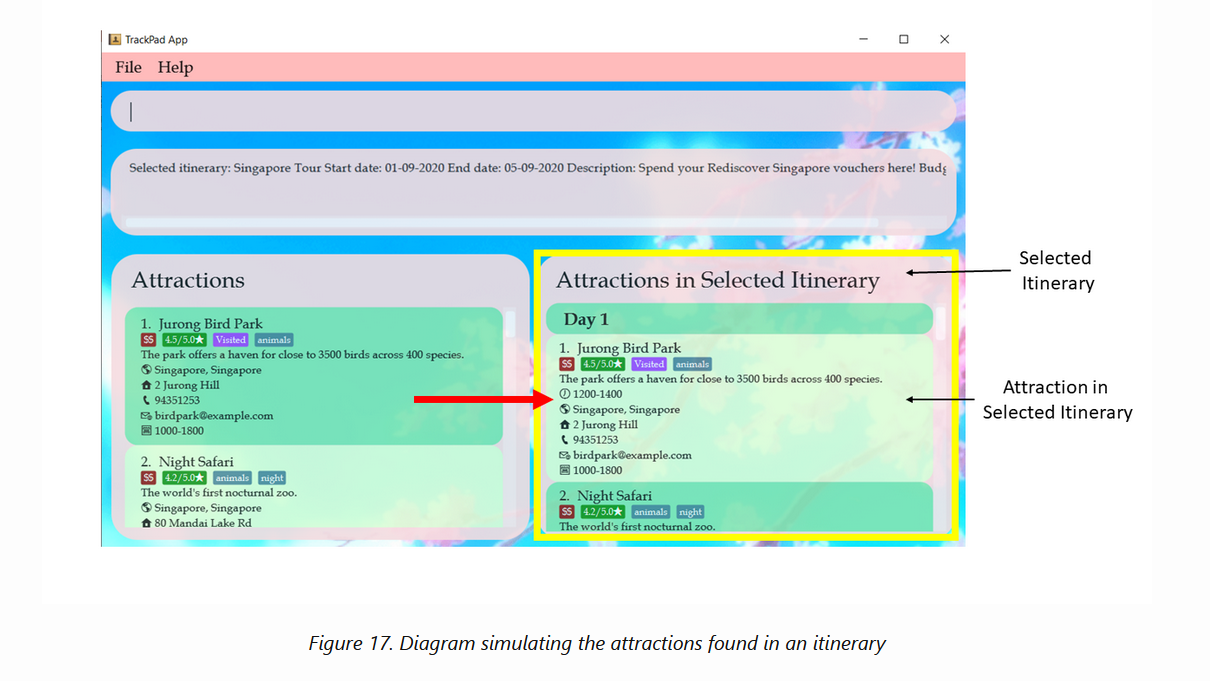 TrackPad App
File Help
Selected itinerary: Singapore Tour Start date: 01-09-2020 End date: 05-09-2020 Description: Spend your Rediscover Singapore vouchers here! Budg
Attractions
1. Jurong Bird Park
$$ 4.5/5.0★ Visited animals
The park offers a haven for close to 3500 birds across 400 species.
Singapore, Singapore
2 Jurong Hill
94351253
birdpark@example.com
1000-1800
2. Night Safari
$$ 4.2/5.0★ animals night
The world's first nocturnal zoo.
Singapore, Singapore
80 Mandai Lake Rd
Attractions in Selected Itinerary
Day 1
1. Jurong Bird Park
$$ 4.5/5.0★ Visited animals
The park offers a haven for close to 3500 birds across 400 species.
1200-1400
Singapore, Singapore
2 Jurong Hill
94351253
birdpark@example.com
1000-1800
2. Night Safari
$$ 4.2/5.0★ animals night
The world's first nocturnal zoo.
Selected
Itinerary
Attraction in
Selected Itinerary
Figure 17. Diagram simulating the attractions found in an itinerary